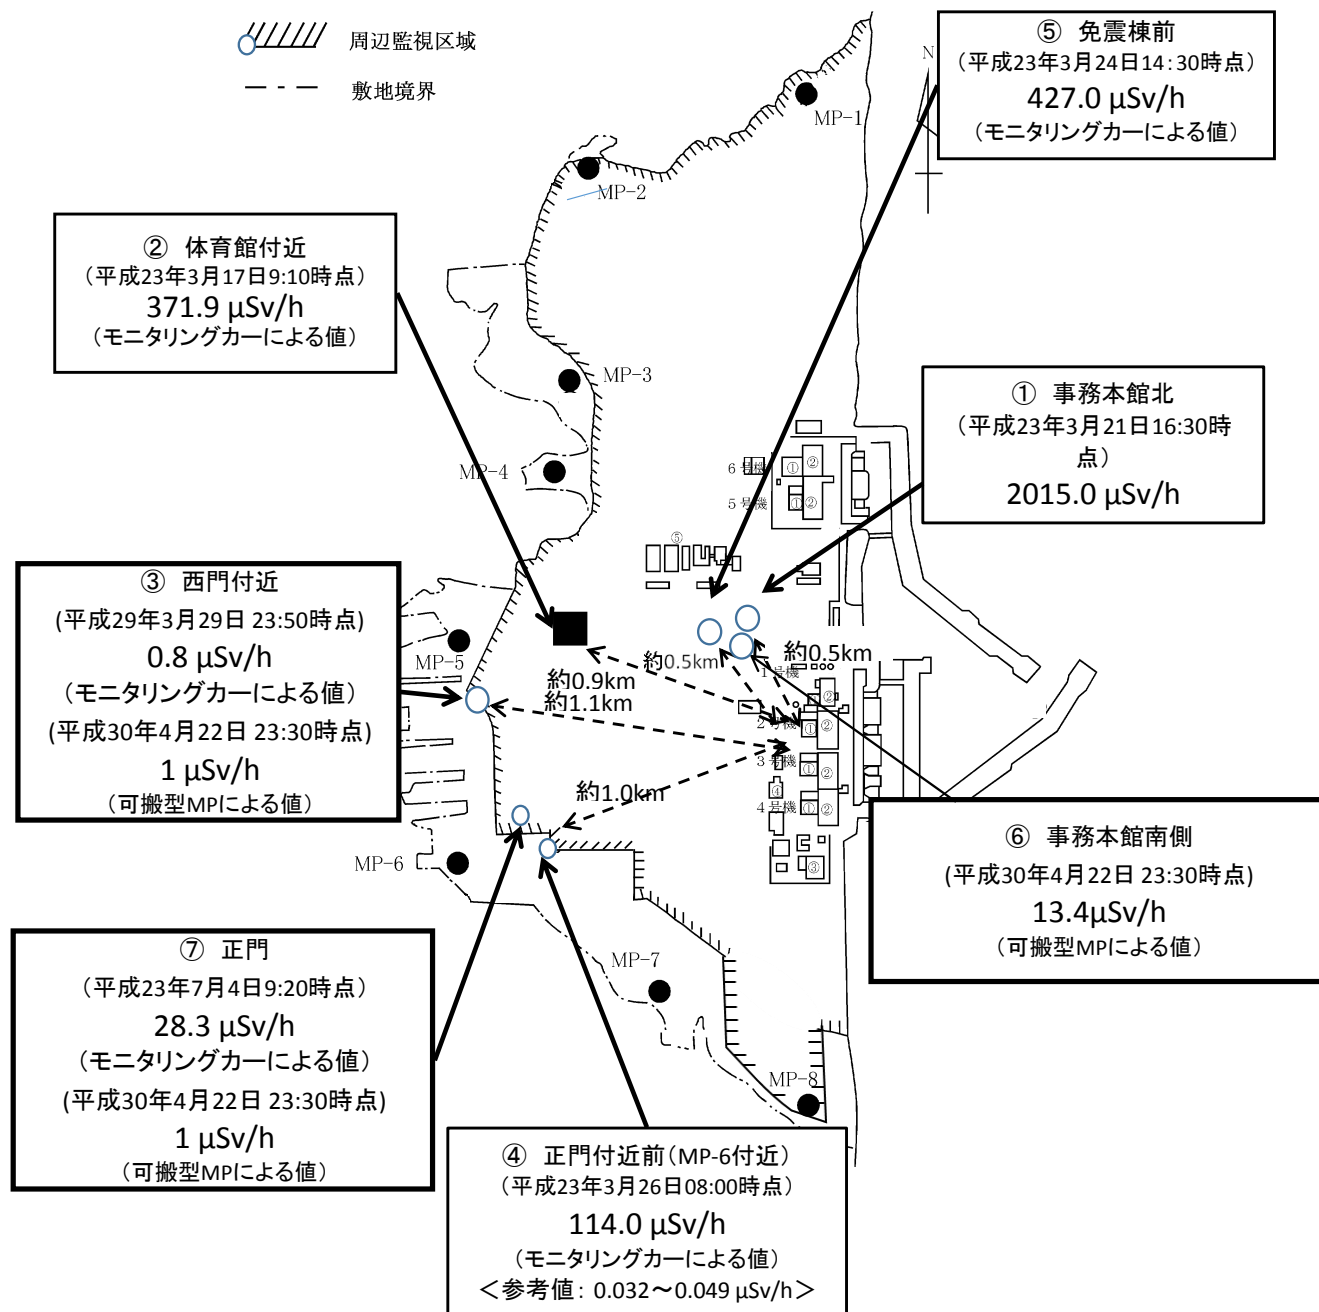 周辺監視区域
敷地境界
⑤ 免震棟前
(平成23年3月24日14:30時点)
427.0 μSv/h
(モニタリングカーによる値)
N
MP-1
MP-2
② 体育館付近
(平成23年3月17日9:10時点)
371.9 μSv/h
(モニタリングカーによる値)
MP-3
① 事務本館北
(平成23年3月21日16:30時
点)
2015.0 μSv/h
MP-4
6号機
①
②
5号機
①
②
⑤
③ 西門付近
(平成29年3月29日 23:50時点)
0.8 μSv/h
(モニタリングカーによる値)
(平成30年4月22日 23:30時点)
1 μSv/h
(可搬型MPによる値)
MP-5
約0.9km
約1.1km
約0.5km
約0.5km
1号機
②
2号機
①
②
3号機
①
②
④
4号機
①
②
③
約1.0km
MP-6
⑥ 事務本館南側
(平成30年4月22日 23:30時点)
13.4μSv/h
(可搬型MPによる値)
⑦ 正門
(平成23年7月4日9:20時点)
28.3 μSv/h
(モニタリングカーによる値)
(平成30年4月22日 23:30時点)
1 μSv/h
(可搬型MPによる値)
MP-7
MP-8
④ 正門付近前(MP-6付近)
(平成23年3月26日08:00時点)
114.0 μSv/h
(モニタリングカーによる値)
<参考値: 0.032~0.049 μSv/h>